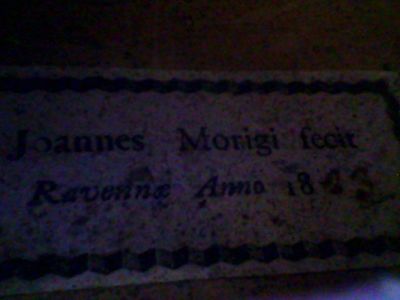 Joannes Morigi fecit
Ravennæ Anno